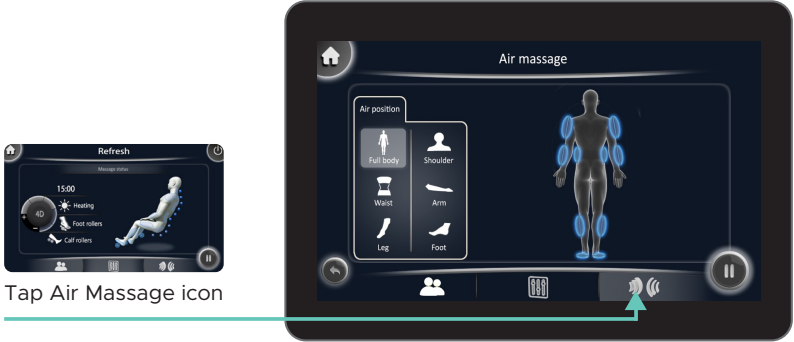 Air massage
Air position
Full body
Shoulder
Waist
Arm
Leg
Foot
Refresh
Massage status
15:00
4D
Heating
Foot rollers
Calf rollers
Tap Air Massage icon